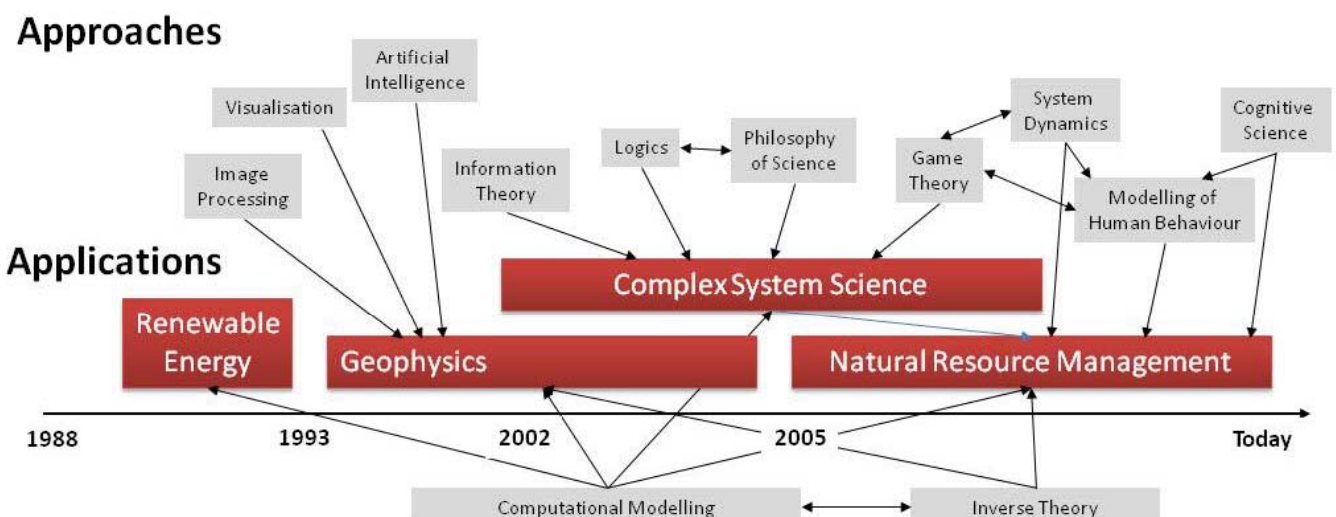 Approaches
Artificial
Intelligence
Visualisation
Image
Processing
Information
Theory
Logics
Philosophy
of Science
Game
Theory
System
Dynamics
Cognitive
Science
Modelling of
Human Behaviour
Applications
Complex System Science
Renewable
Energy
Geophysics
Natural Resource Management
1988
1993
2002
2005
Today
Computational Modelling
Inverse Theory